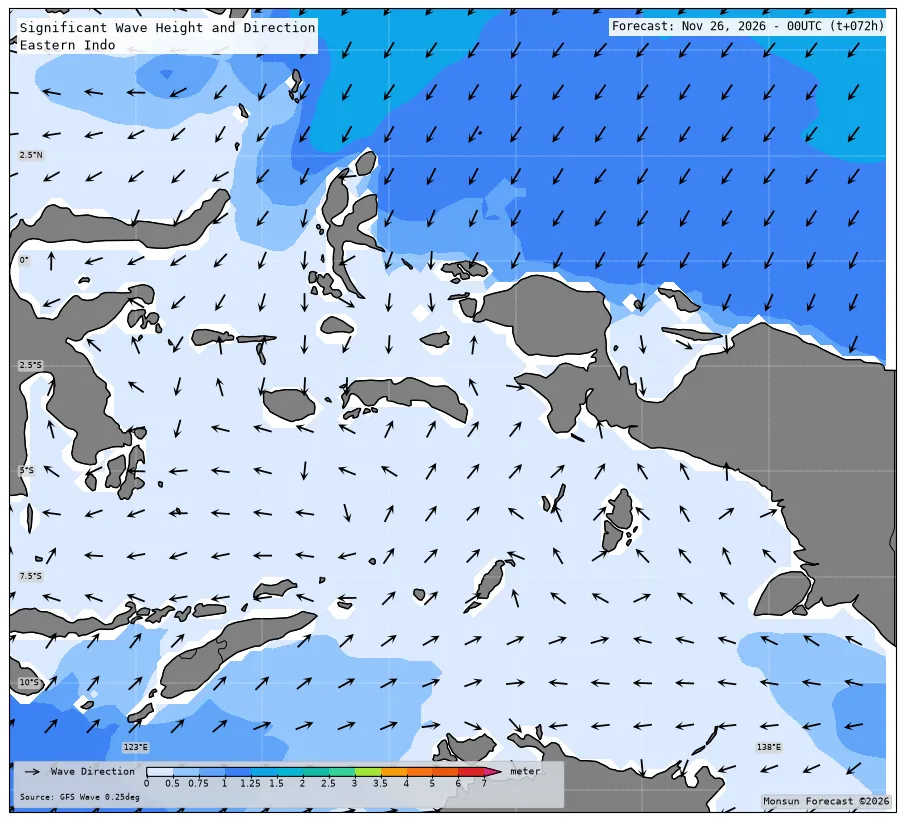 Significant Wave Height and Direction
Eastern Indo
Forecast: Nov 26, 2026 - 00UTC (t+072h)
2.5°N
0°
2.5°S
5°S
7.5°S
10°S
123°E
138°E
Wave Direction
meter
0 0.5 0.75 1 1.25 1.5 2 2.5 3 3.5 4 5 6 7
Source: GFS Wave 0.25deg
Monsun Forecast ©2026